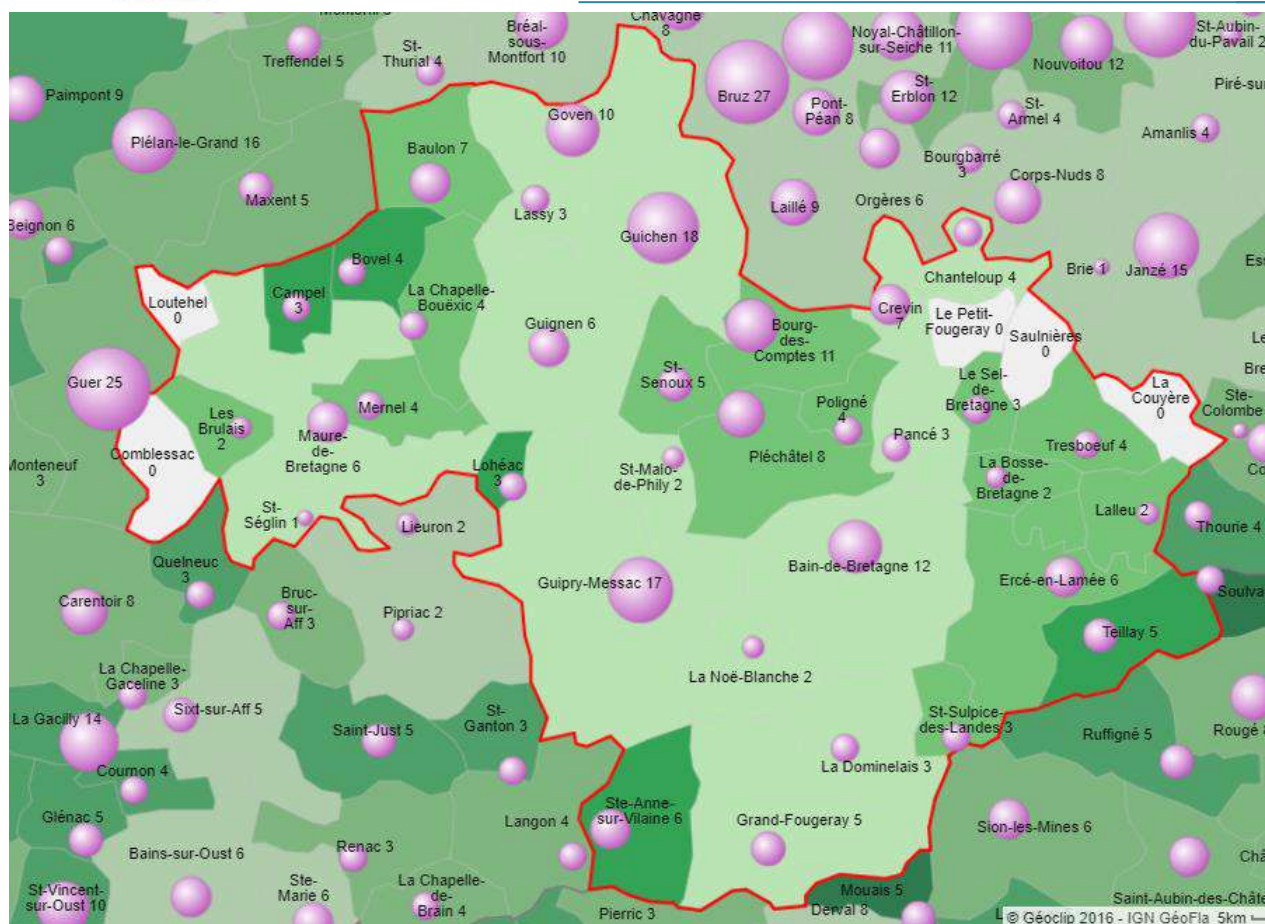 Chavagne
8
Bréal-
sous-
Montfort 10
Noyal-Châtillon-
sur-Seiche 11
St-Aubin-
du-Pavail 2
Treffendel 5
St-
Thurial 4
Nouvoitou 12
Paimpont 9
Bruz 27
St-
Erblon 12
Piré-sur
Goven 10
Pont-
Péan 8
St-
Armel 4
Amanlis 4
Plélan-le-Grand 16
Baulon 7
Bourgbarré
3
Corps-Nuds 8
Maxent 5
Lassy 3
Laillé 9
Orgères 6
Beignon 6
Guichen 18
Bovel 4
Brie 1
Janzé 15
Ess
Chanteloup 4
Loutehel
0
Campel
3
La Chapelle-
Bouëxic 4
Crevin
7
Le Petit-
Fougeray 0
Guignen 6
Bourg-
des-
Comptes 11
Saulnières
0
Le
Bre
Guer 25
St-
Senoux 5
Le Sel-
de-
Bretagne 3
La
Couyère
0
Ste-
Colombe
Les
Brulais
2
Mernel 4
Poligné
4
Maure-
de-
Bretagne 6
Pancé 3
Tresboeuf 4
Comblessac
0
Monteneuf
3
Lohéac
3
St-Malo-
de-Phily 2
Pléchâtel 8
La Bosse-
de-
Bretagne 2
Co
St-
Séglin 1
Lieuron 2
Lalleu 2
Thourie 4
Quelneuc
3
Bain-de-Bretagne 12
Guipry-Messac 17
Ercé-en-Lamée 6
Soulva
Carentoir 8
Bruc-
sur-
Aff 3
Pipriac 2
Teillay 5
La Chapelle-
Gaceline 3
La Noë-Blanche 2
La Gacilly 14
Sixt-sur-Aff 5
Saint-Just 5
St-
Ganton 3
St-Sulpice-
des-Landes 3
Ruffigné 5
Rougé 8
Cournon 4
La Dominelais 3
Glénac 5
Langon 4
Ste-Anne-
sur-Vilaine 6
Grand-Fougeray 5
Sion-les-Mines 6
Bains-sur-Oust 6
Renac 3
Châ
St-Vincent-
sur-Oust 10
Ste-
Marie 6
La Chapelle-
de-
Brain 4
Mouais 5
Saint-Aubin-des-Châte
Pierric 3
Derval 8
L
© Géoclip 2016 - IGN GéoFla 5km